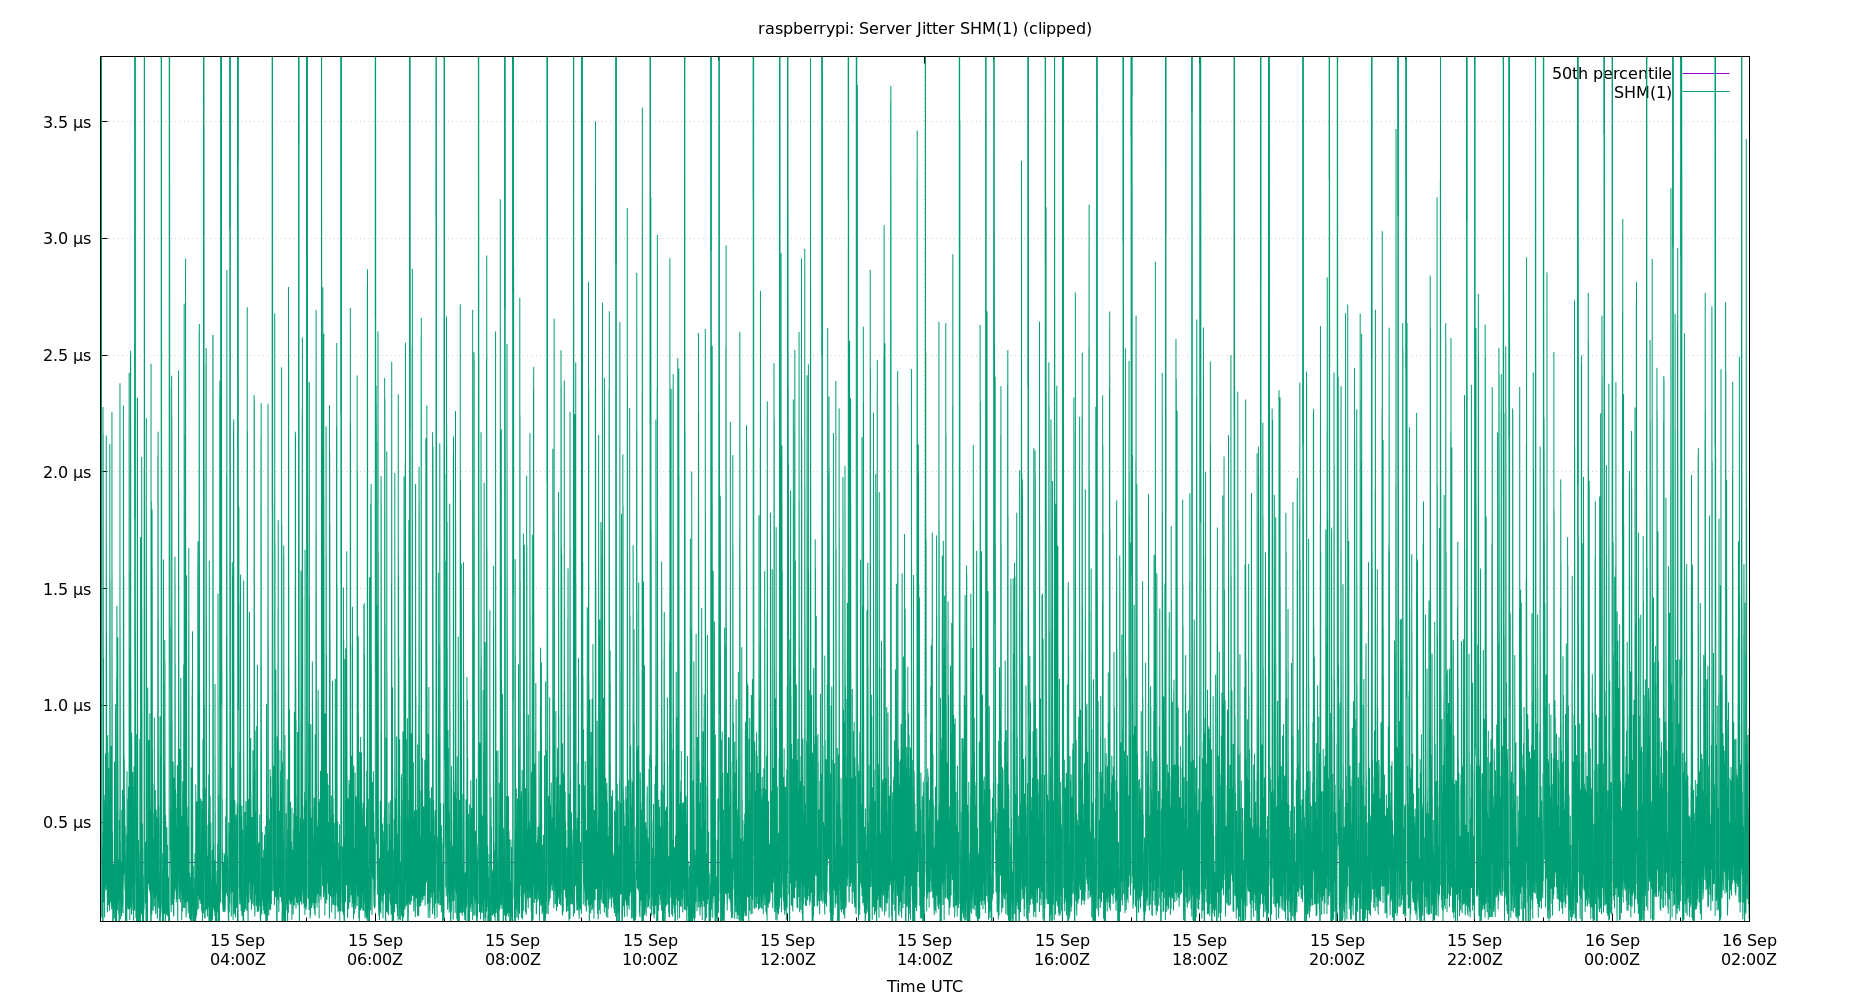 raspberrypi: Server Jitter SHM(1) (clipped)
50th percentile
SHM(1)
3.5 µs
3.0 µs
2.5 µs
2.0 µs
1.5 µs
1.0 µs
0.5 µs
15 Sep 15 Sep 15 Sep 15 Sep 15 Sep 15 Sep 15 Sep 15 Sep 15 Sep 15 Sep 16 Sep 16 Sep
04:00Z 06:00Z 08:00Z 10:00Z 12:00Z 14:00Z 16:00Z 18:00Z 20:00Z 22:00Z 00:00Z 02:00Z
Time UTC